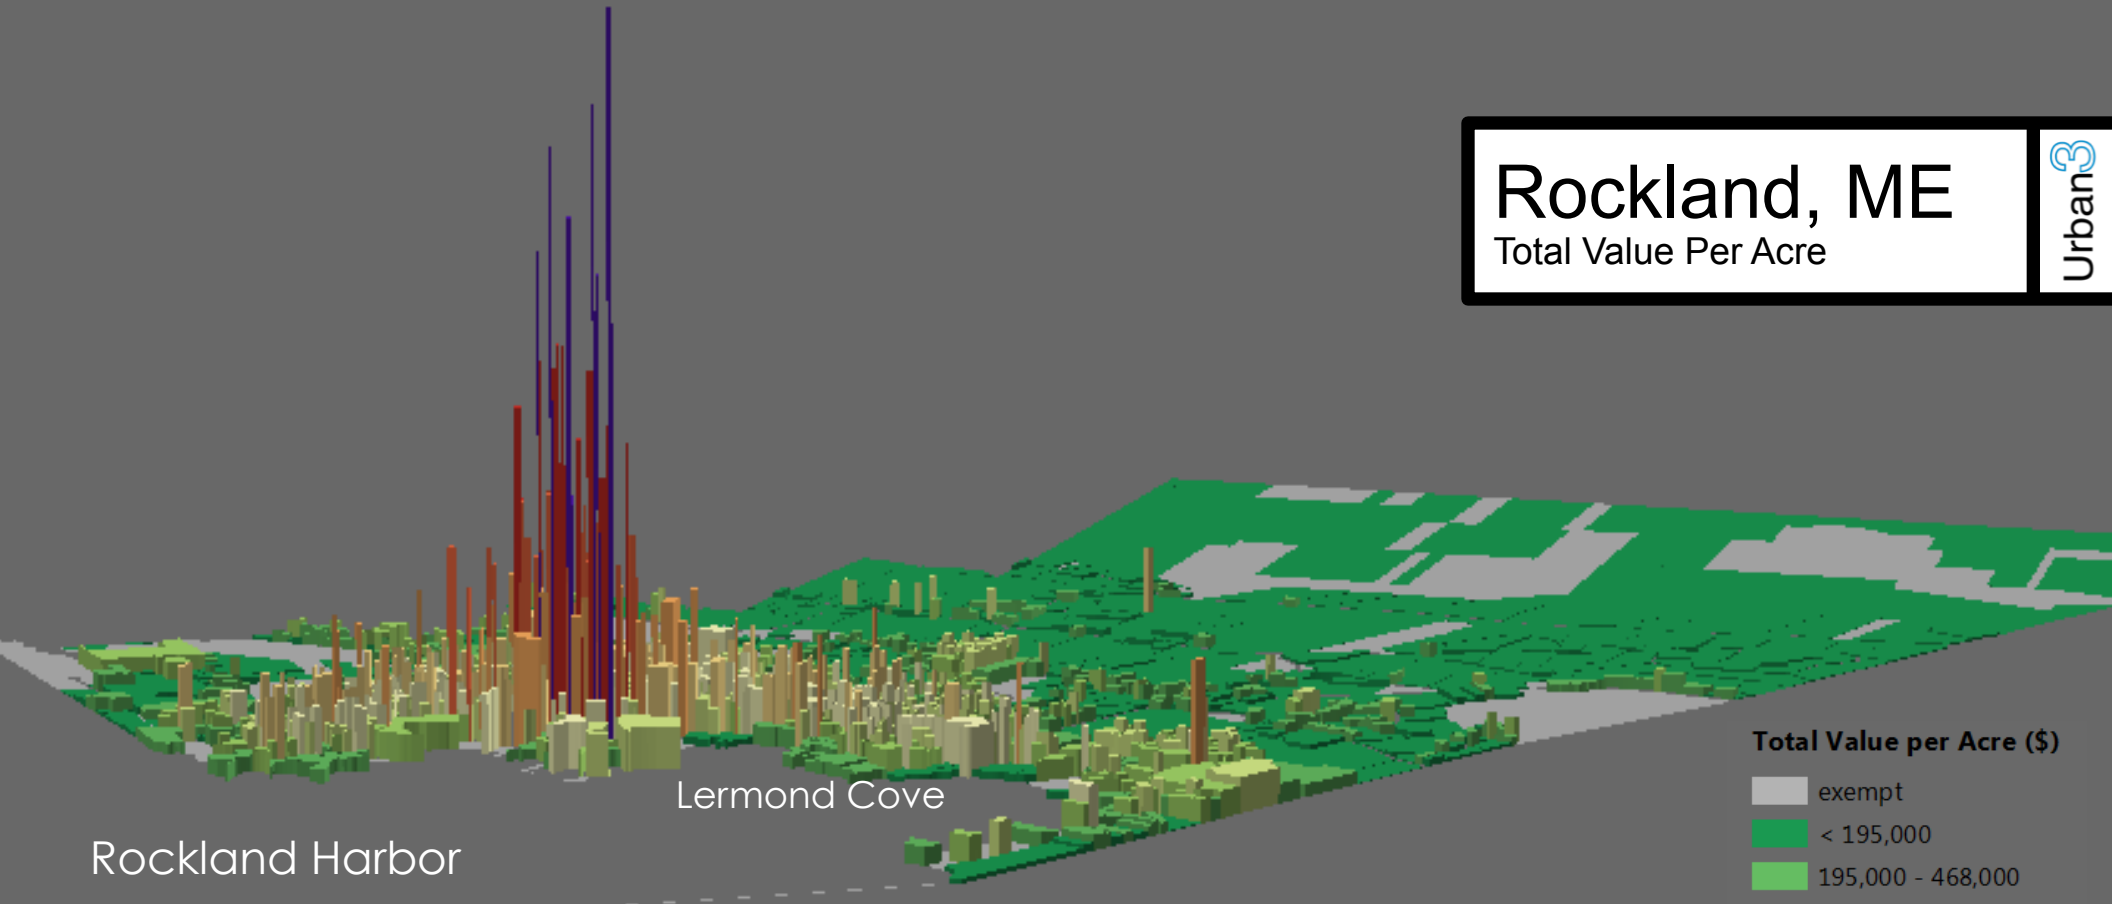 Rockland, ME
Total Value Per Acre
Urban3
Lermond Cove
Rockland Harbor
Total Value per Acre ($)
exempt
< 195,000
195,000 - 468,000